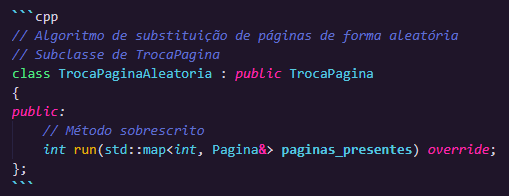 ```cpp
// Algoritmo de substituição de páginas de forma aleatória
// Subclasse de TrocaPagina
class TrocaPaginaAleatoria : public TrocaPagina
{
public:
    // Método sobrescrito
    int run(std::map<int, Pagina&> paginas_presentes) override;
};
```